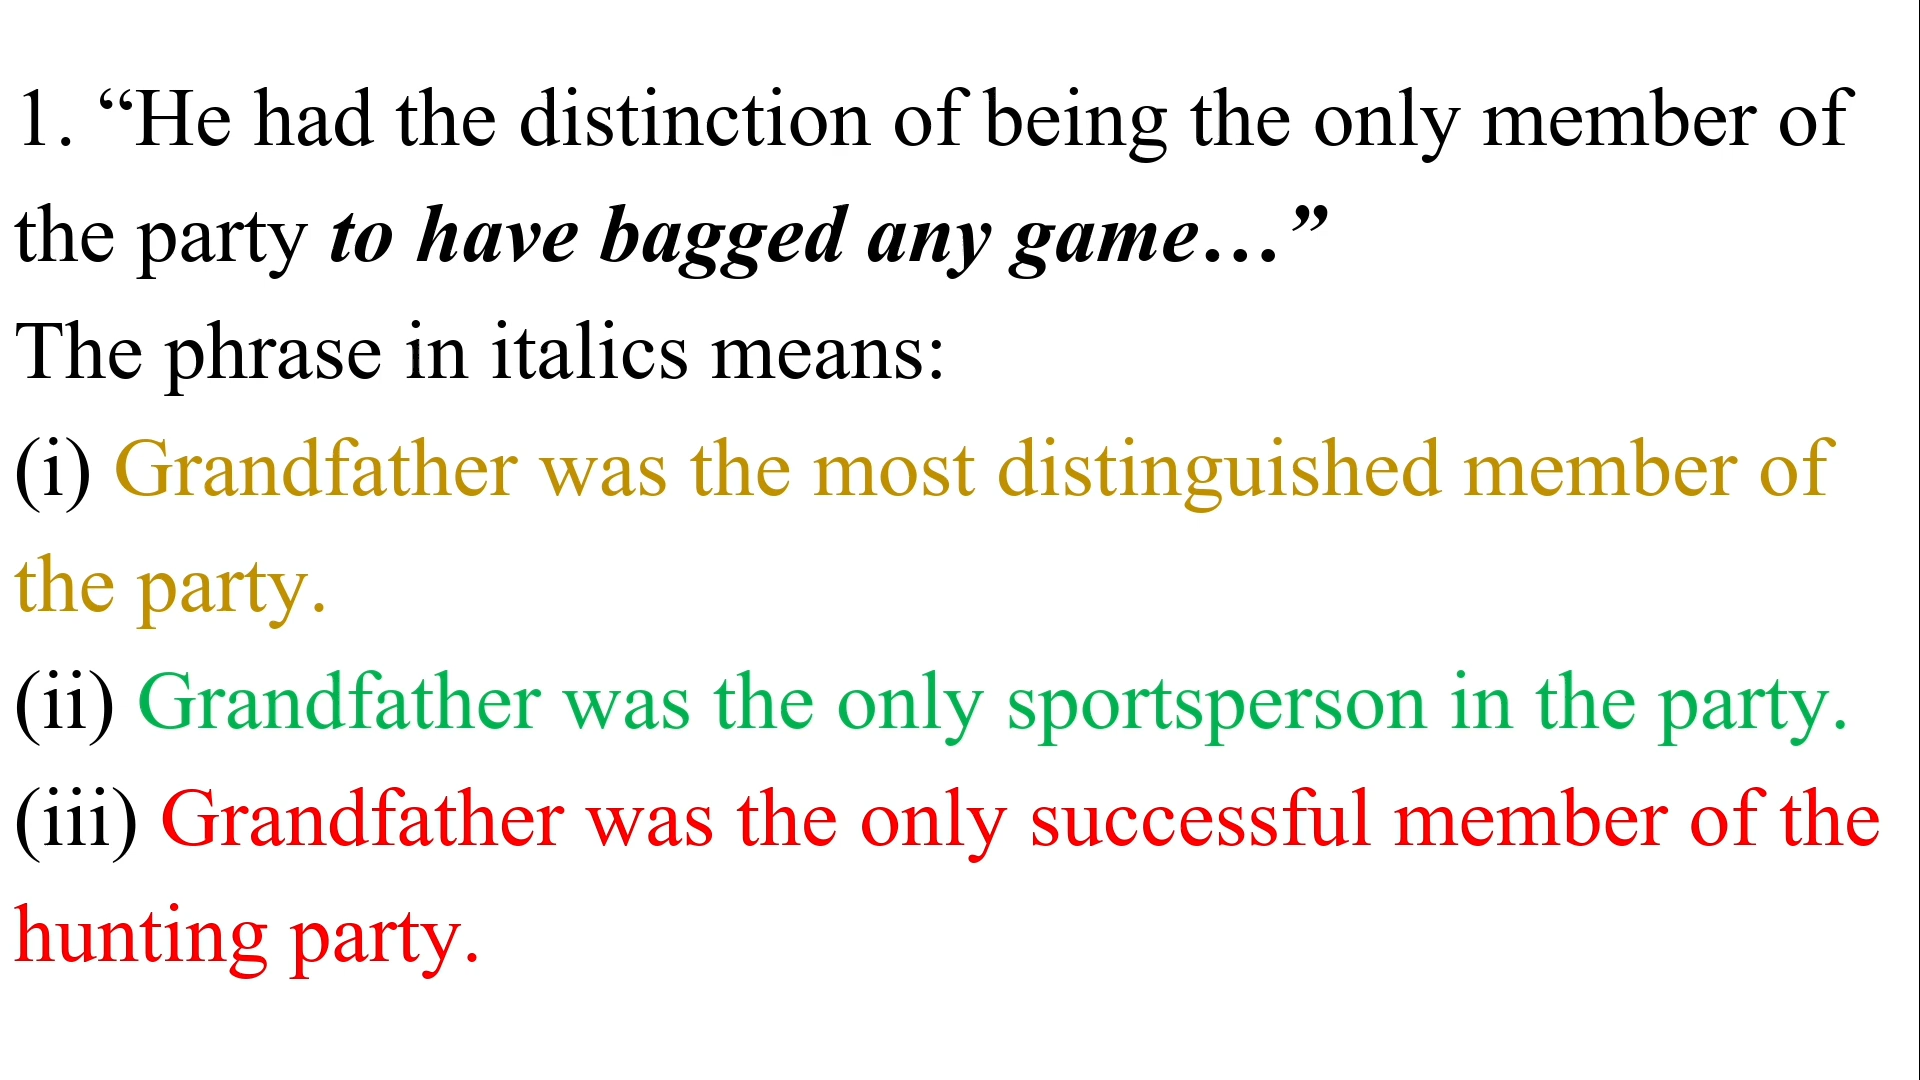 1. “He had the distinction of being the only member of
the party to have bagged any game…”
The phrase in italics means:
(i) Grandfather was the most distinguished member of
the party.
(ii) Grandfather was the only sportsperson in the party.
(iii) Grandfather was the only successful member of the
hunting party.